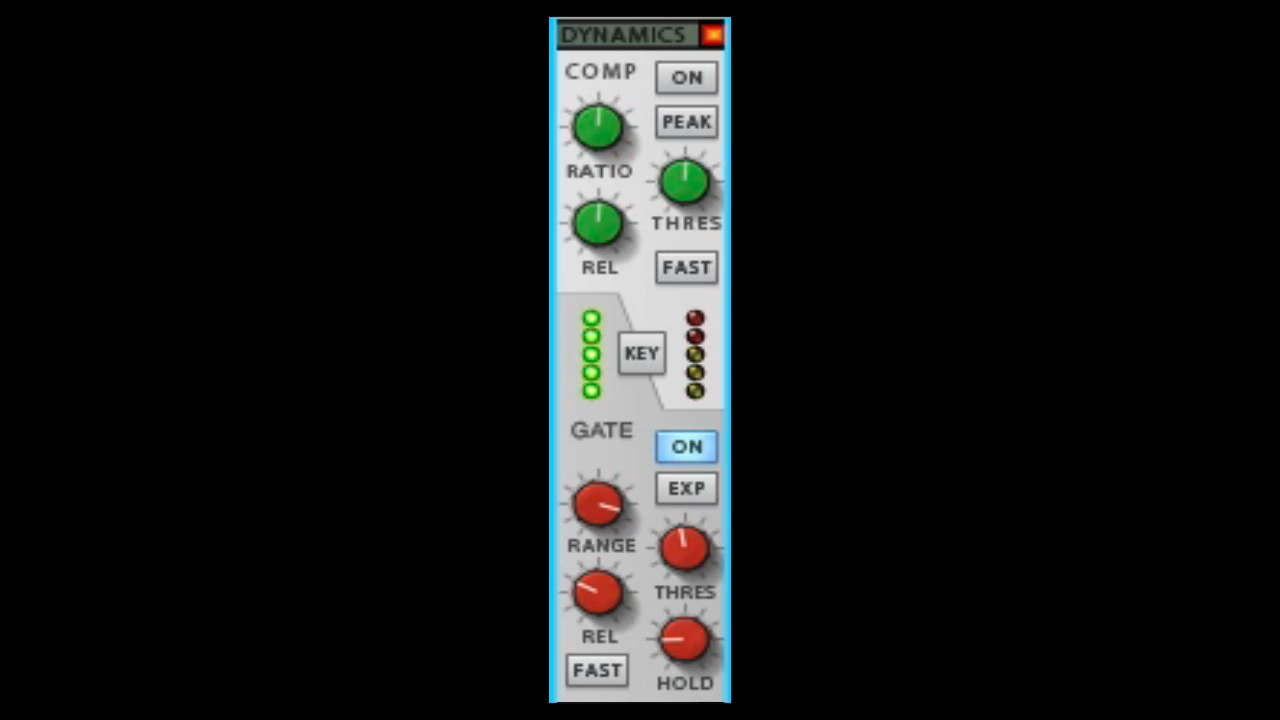 DYNAMICS
COMP
ON
PEAK
RATIO
THRES
REL
FAST
KEY
GATE
ON
EXP
RANGE
THRES
REL
FAST
HOLD